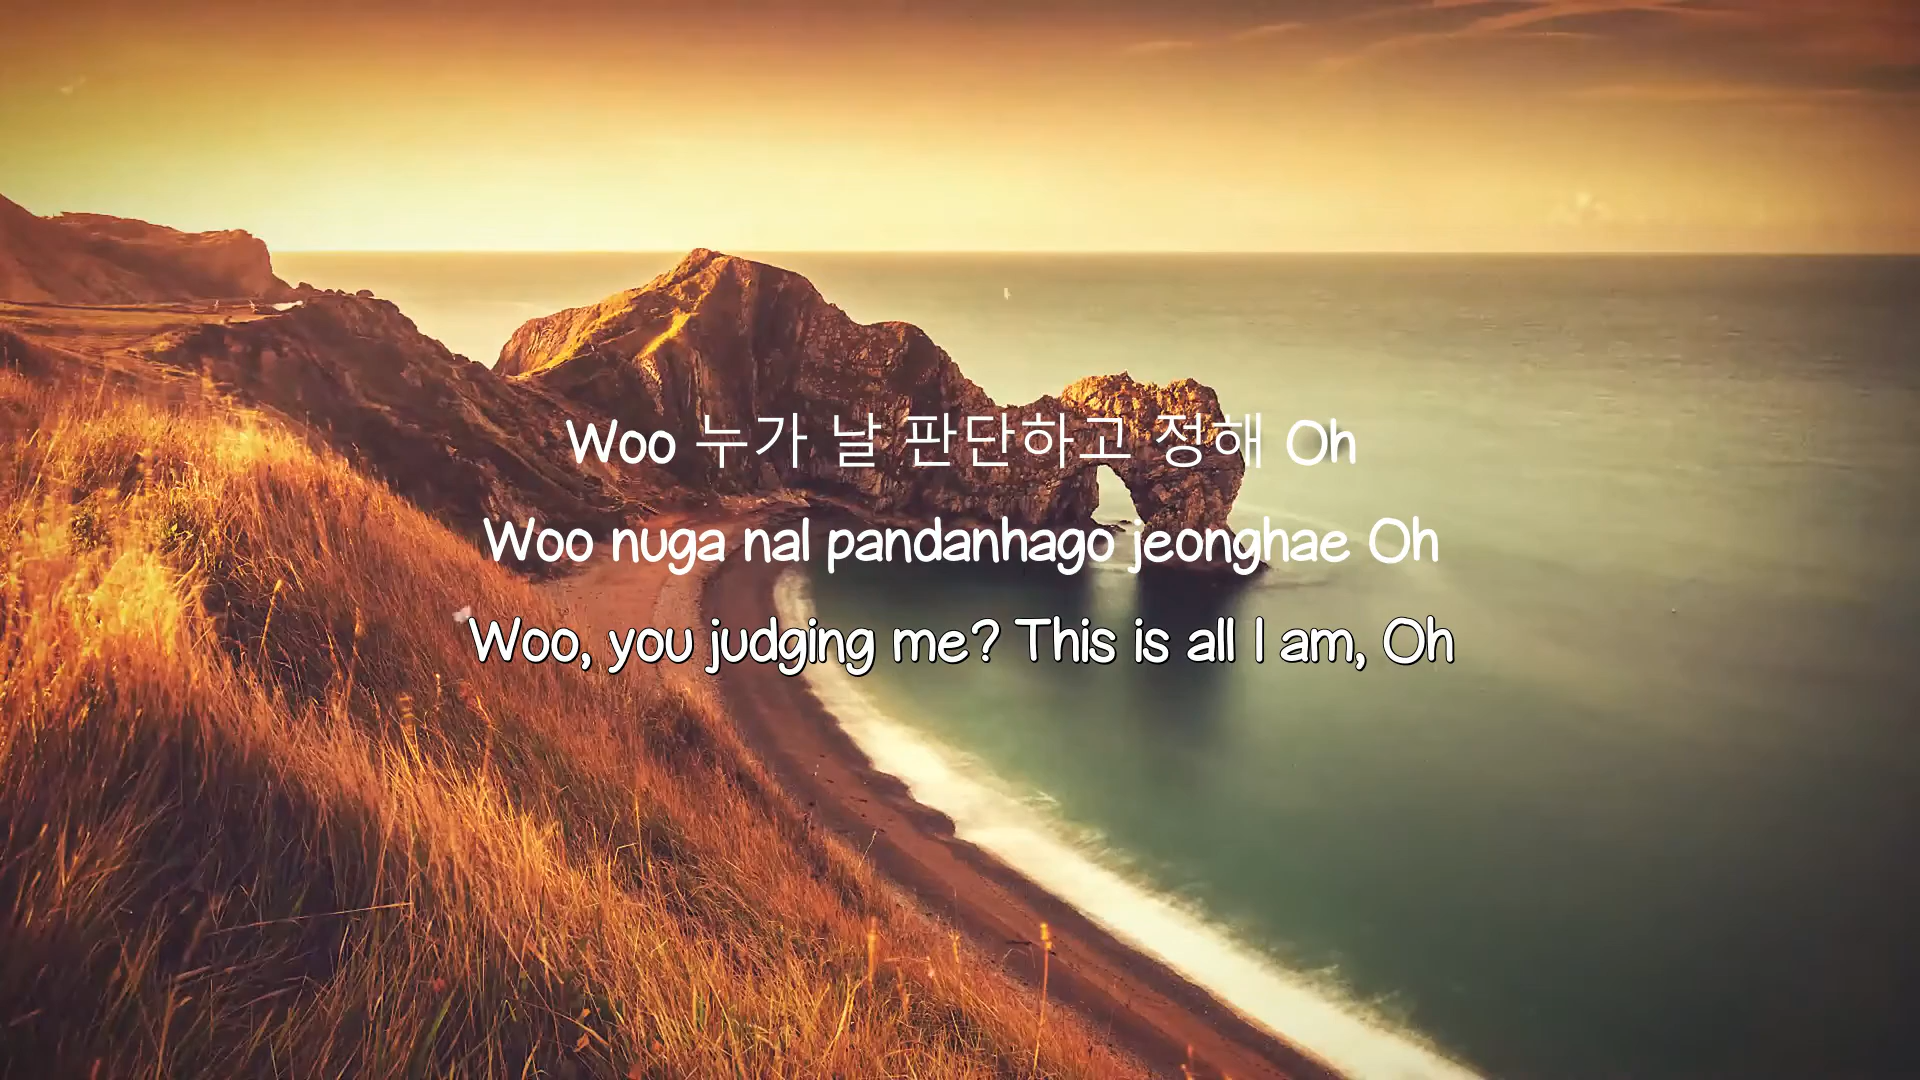 Woo 누가 날 판단하고 정해 Oh
Woo nuga nal pandanhago jeonghae Oh
Woo, you judging me? This is all I am, Oh